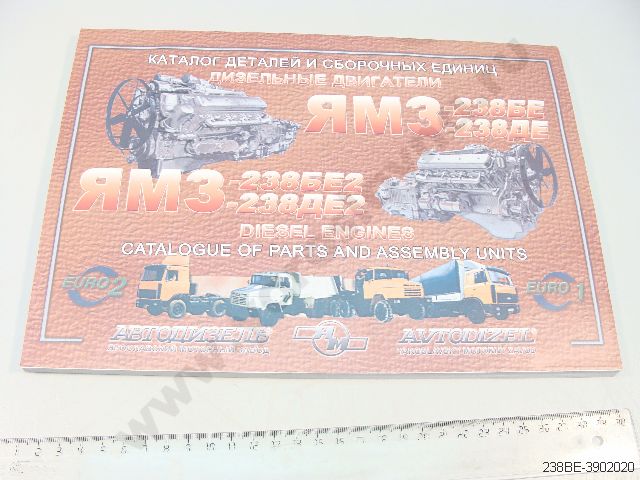 КАТАЛОГ ДЕТАЛЕЙ И СБОРОЧНЫХ ЕДИНИЦ
ДИЗЕЛЬНЫЕ ДВИГАТЕЛИ
ЯМЗ-238БЕ
-238ДЕ
ЯМЗ-238БЕ2
-238ДЕ2
DIESEL ENGINES
CATALOGUE OF PARTS AND ASSEMBLY UNITS
EURO 2
EURO 1
АВТОДИЗЕЛЬ
AVTODIZEL
238BE-3902020